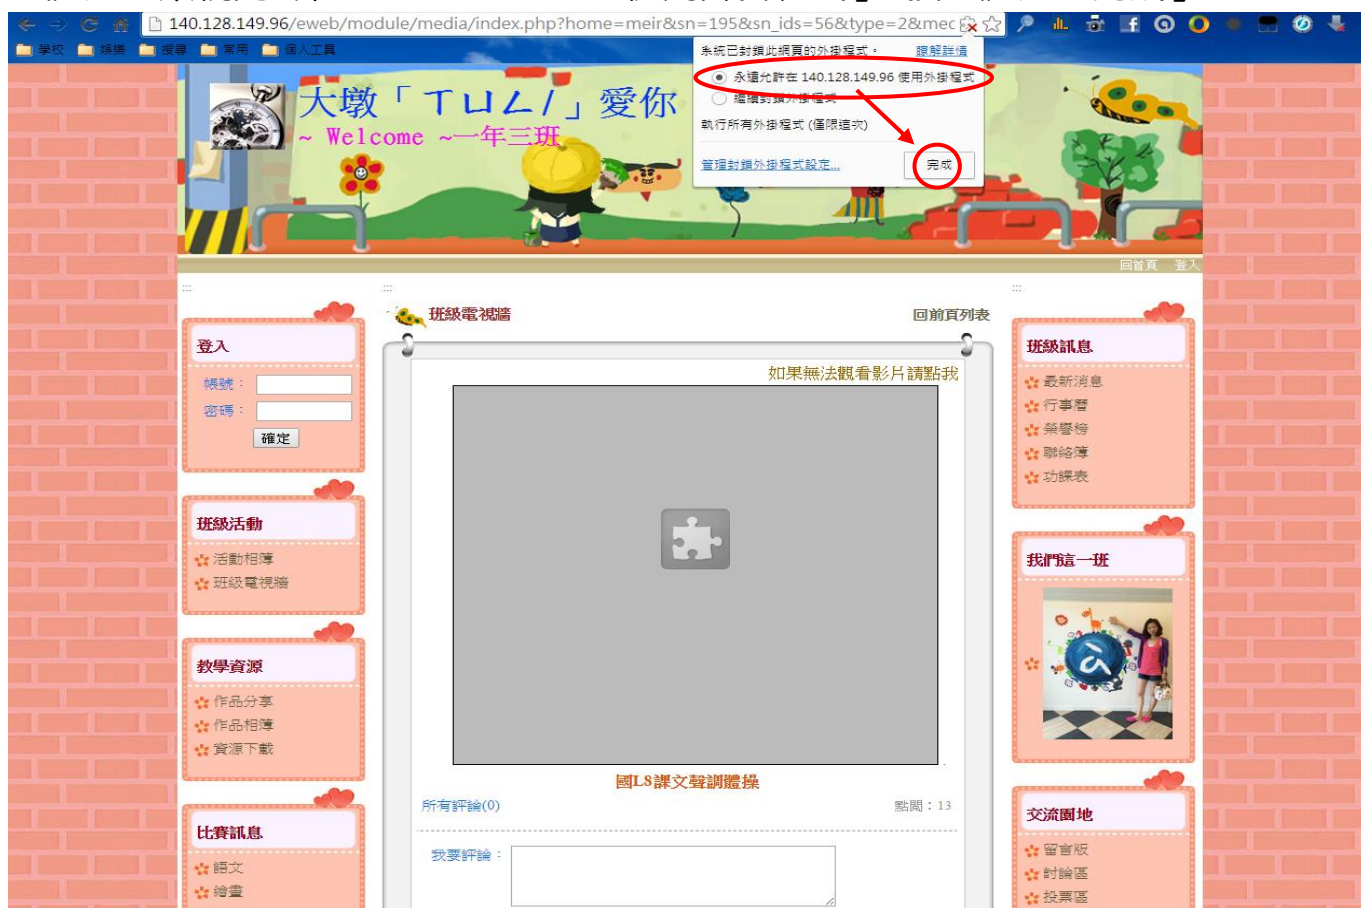 140.128.149.96/eweb/module/media/index.php?home=meir&sn=195&sn_ids=56&type=2&mec
學校 娛樂 搜尋 常用 個人工具
系統已封鎖此網頁的外掛程式。 瞭解詳情
永遠允許在 140.128.149.96 使用外掛程式
繼續封鎖外掛程式
執行所有外掛程式 (僅限這次)
管理封鎖外掛程式設定...
完成
大墩「ㄒㄩㄥˊ」愛你
~ Welcome ~一年三班
回首頁 登入
登入
帳號：
密碼：
確定
班級活動
活動相簿
班級電視牆
教學資源
作品分享
作品相簿
資源下載
比賽訊息
語文
繪畫
班級電視牆
回前頁列表
如果無法觀看影片請點我
國L8課文聲調體操
所有評論(0)
點閱：13
我要評論：
班級訊息
最新消息
行事曆
榮譽榜
聯絡簿
功課表
我們這一班
交流園地
留言版
討論區
投票區